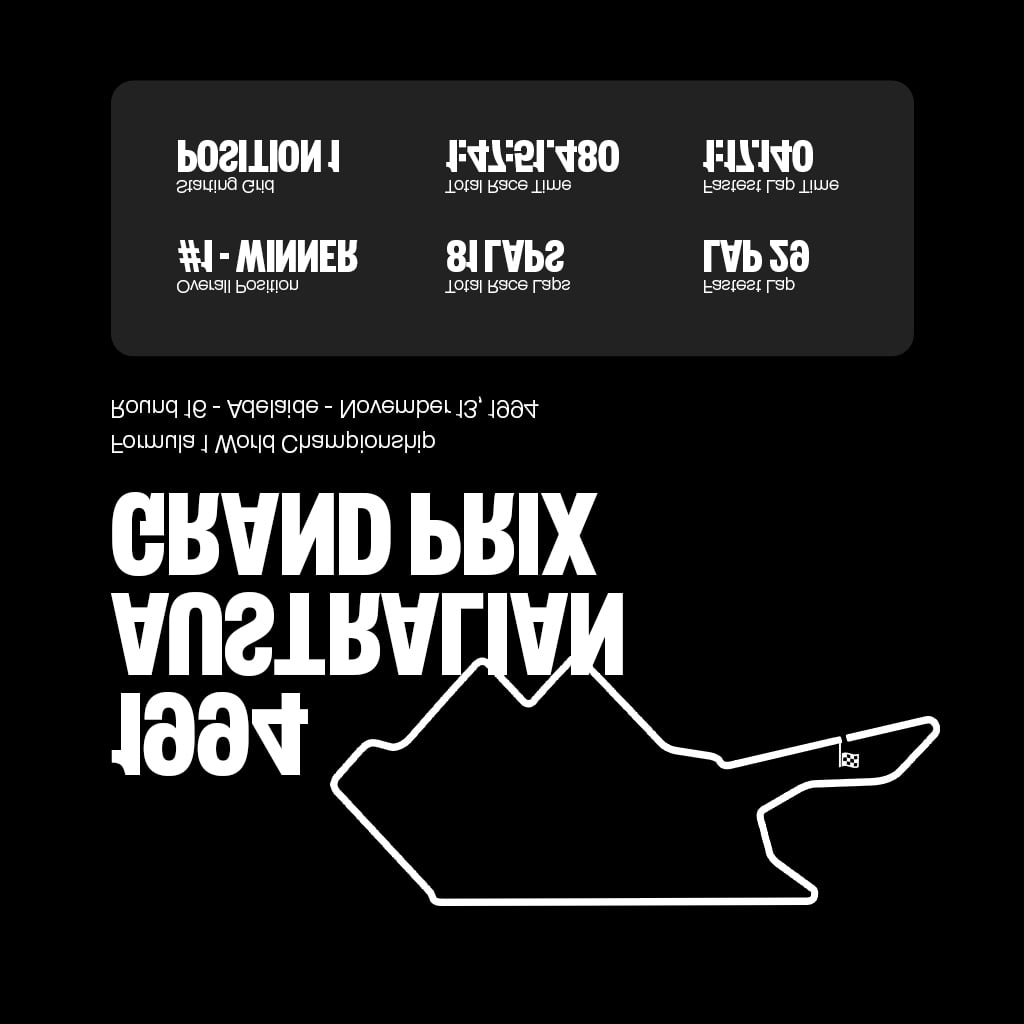 1994
AUSTRALIAN
GRAND PRIX
Formula 1 World Championship
Round 16 - Adelaide - November 13, 1994
Overall Position
#1 - WINNER
Total Race Laps
81 LAPS
Fastest Lap
LAP 29
Starting Grid
POSITION 1
Total Race Time
1:47:51.480
Fastest Lap Time
1:17.140